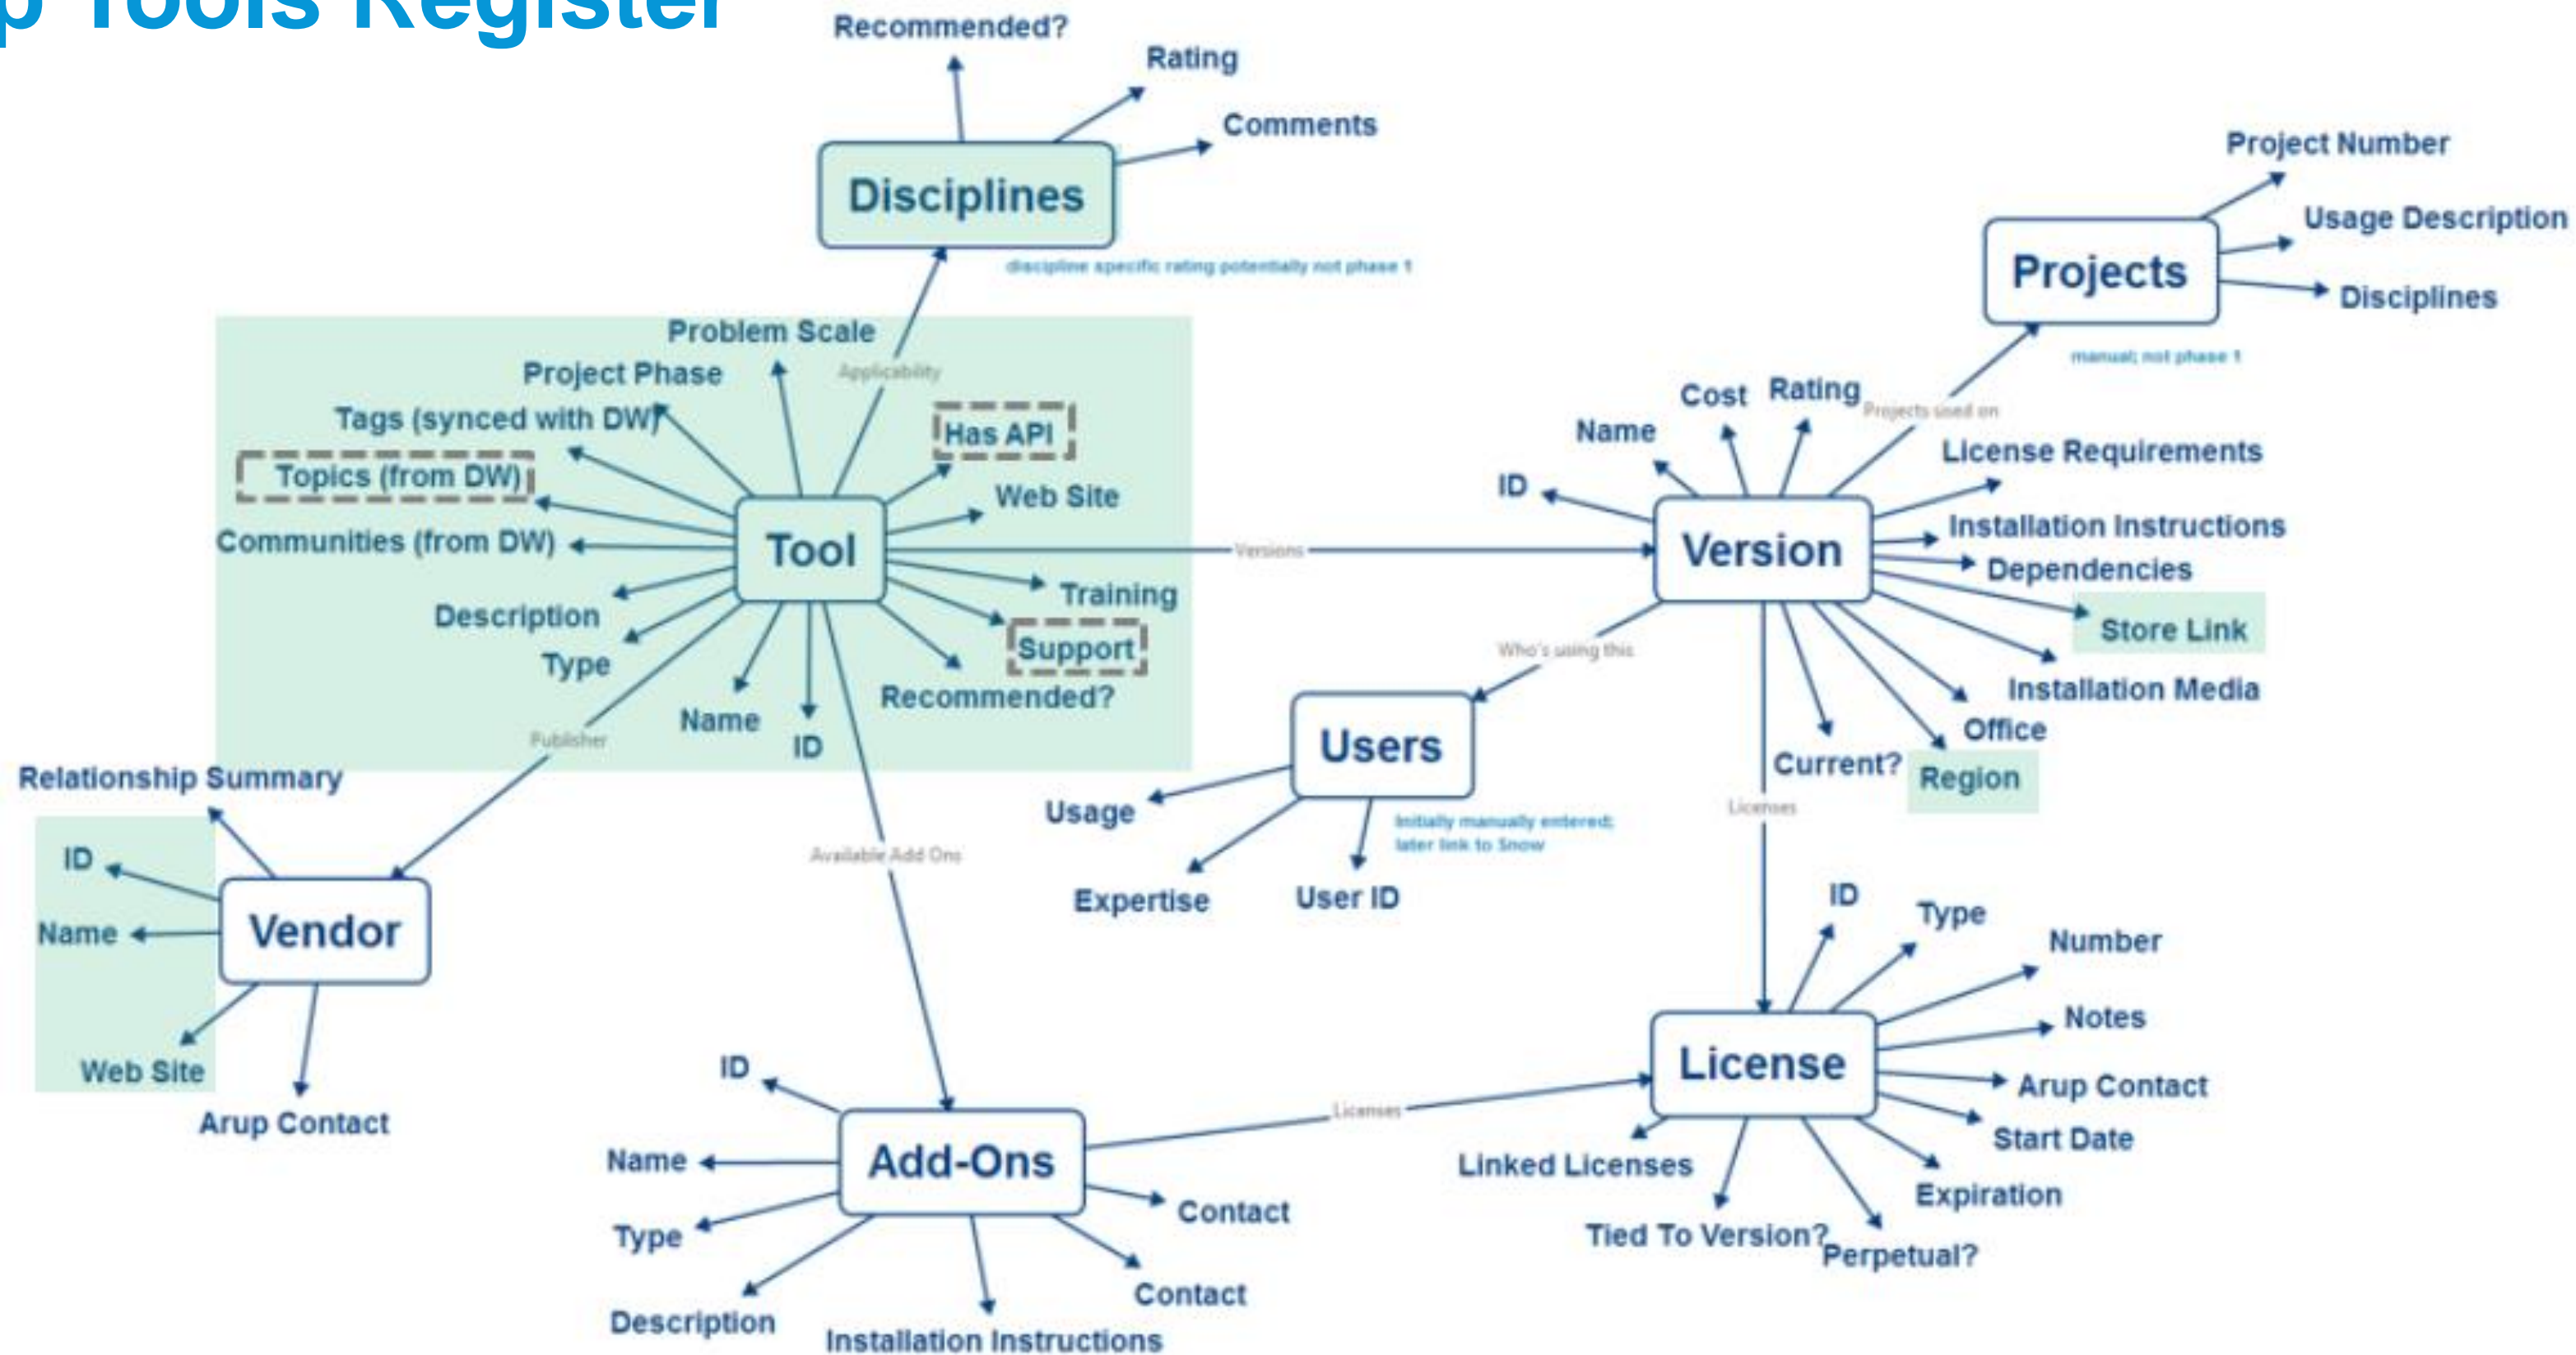 p Tools Register
Recommended?
Rating
Comments
Disciplines
discipline specific rating potentially not phase 1
Project Number
Usage Description
Projects
Disciplines
manual; not phase 1
Problem Scale
Project Phase
Applicability
Tags (synced with DW)
Has API
Topics (from DW)
Web Site
Communities (from DW)
Tool
Versions
Training
Description
Support
Type
Recommended?
Name
ID
Publisher
Cost
Rating
Projects used on
Name
License Requirements
ID
Installation Instructions
Version
Dependencies
Store Link
Who's using this
Installation Media
Office
Current?
Region
Licenses
Users
Usage
Initially manually entered;
later link to Snow
Expertise
User ID
Relationship Summary
ID
Vendor
Name
Web Site
Arup Contact
Available Add Ons
ID
Type
Number
Notes
License
Arup Contact
Start Date
Linked Licenses
Expiration
Tied To Version?
Perpetual?
Licenses
ID
Name
Add-Ons
Contact
Type
Contact
Description
Installation Instructions